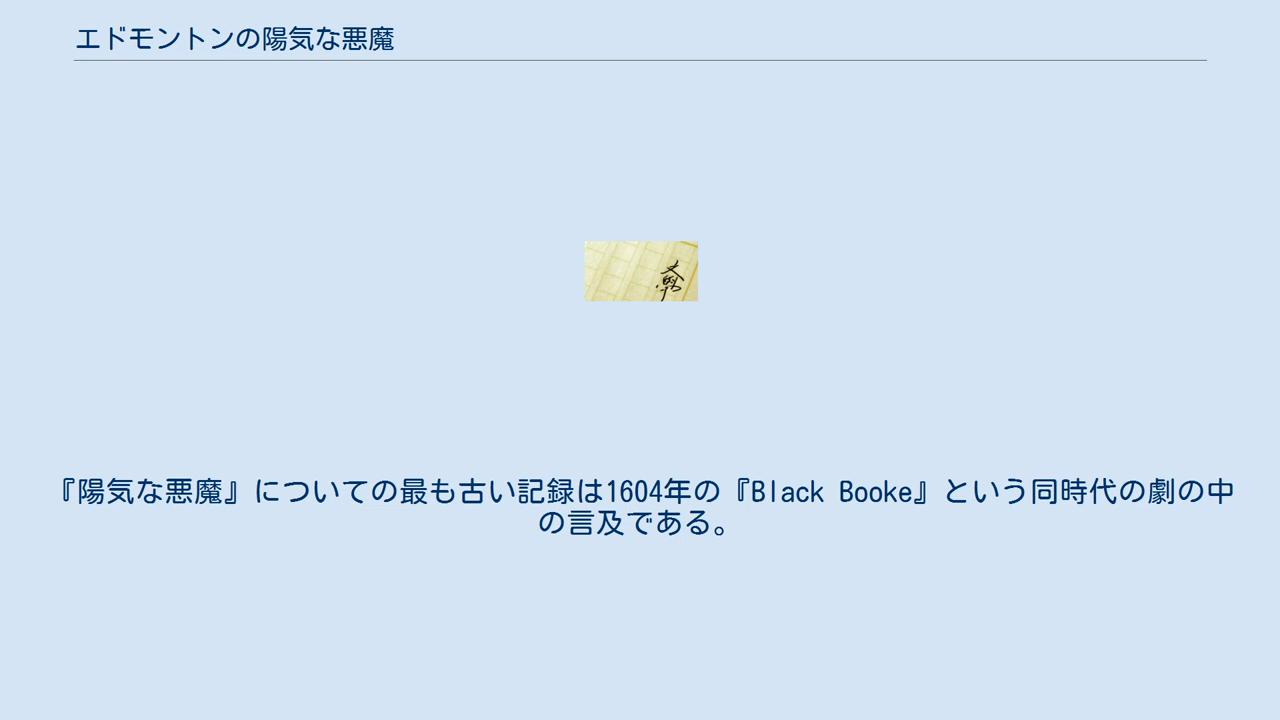 エドモントンの陽気な悪魔
『陽気な悪魔』についての最も古い記録は1604年の『Black Booke』という同時代の劇の中
の言及である。